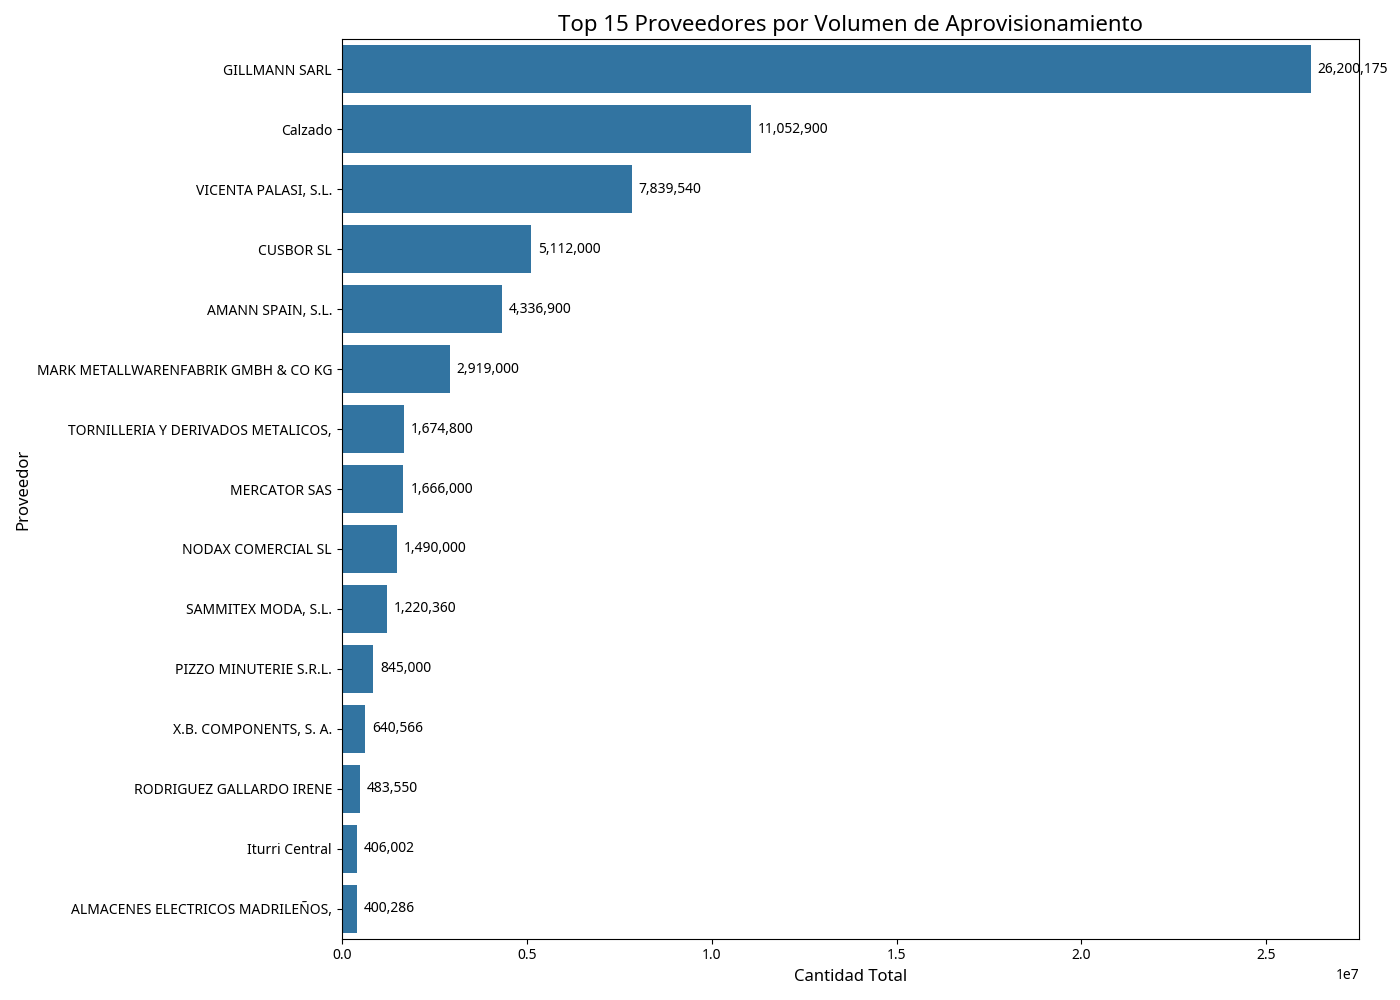 Top 15 Proveedores por Volumen de Aprovisionamiento
GILLMANN SARL 26,200,175
Calzado 11,052,900
VICENTA PALASI, S.L. 7,839,540
CUSBOR SL 5,112,000
AMANN SPAIN, S.L. 4,336,900
MARK METALLWARENFABRIK GMBH & CO KG 2,919,000
TORNILLERIA Y DERIVADOS METALICOS, 1,674,800
MERCATOR SAS 1,666,000
NODAX COMERCIAL SL 1,490,000
SAMMITEX MODA, S.L. 1,220,360
PIZZO MINUTERIE S.R.L. 845,000
X.B. COMPONENTS, S. A. 640,566
RODRIGUEZ GALLARDO IRENE 483,550
Iturri Central 406,002
ALMACENES ELECTRICOS MADRILEÑOS, 400,286
Proveedor
0.0 0.5 1.0 1.5 2.0 2.5
Cantidad Total
1e7